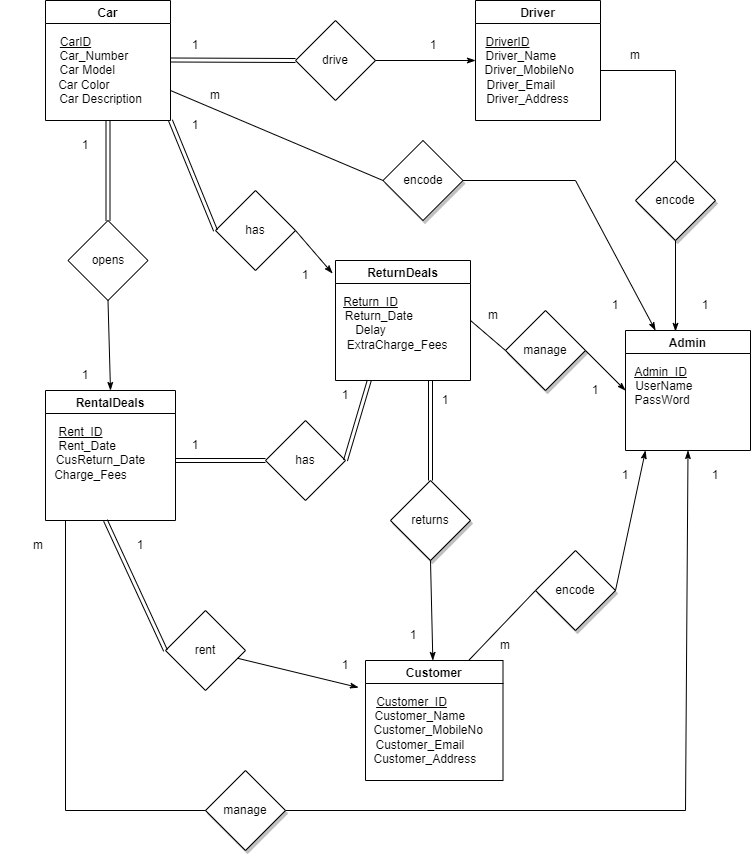 Car
CarID
Car_Number
Car Model
Car Color
Car Description
1
drive
1
Driver
DriverID
Driver_Name
Driver_MobileNo
Driver_Email
Driver_Address
m
m
1
1
encode
encode
has
opens
1
1
1
ReturnDeals
Return_ID
Return_Date
Delay
ExtraCharge_Fees
m
manage
1
Admin
Admin_ID
UserName
PassWord
1
RentalDeals
Rent_ID
Rent_Date
CusReturn_Date
Charge_Fees
1
has
1
1
returns
1
1
m
1
rent
1
1
encode
m
Customer
Customer_ID
Customer_Name
Customer_MobileNo
Customer_Email
Customer_Address
manage